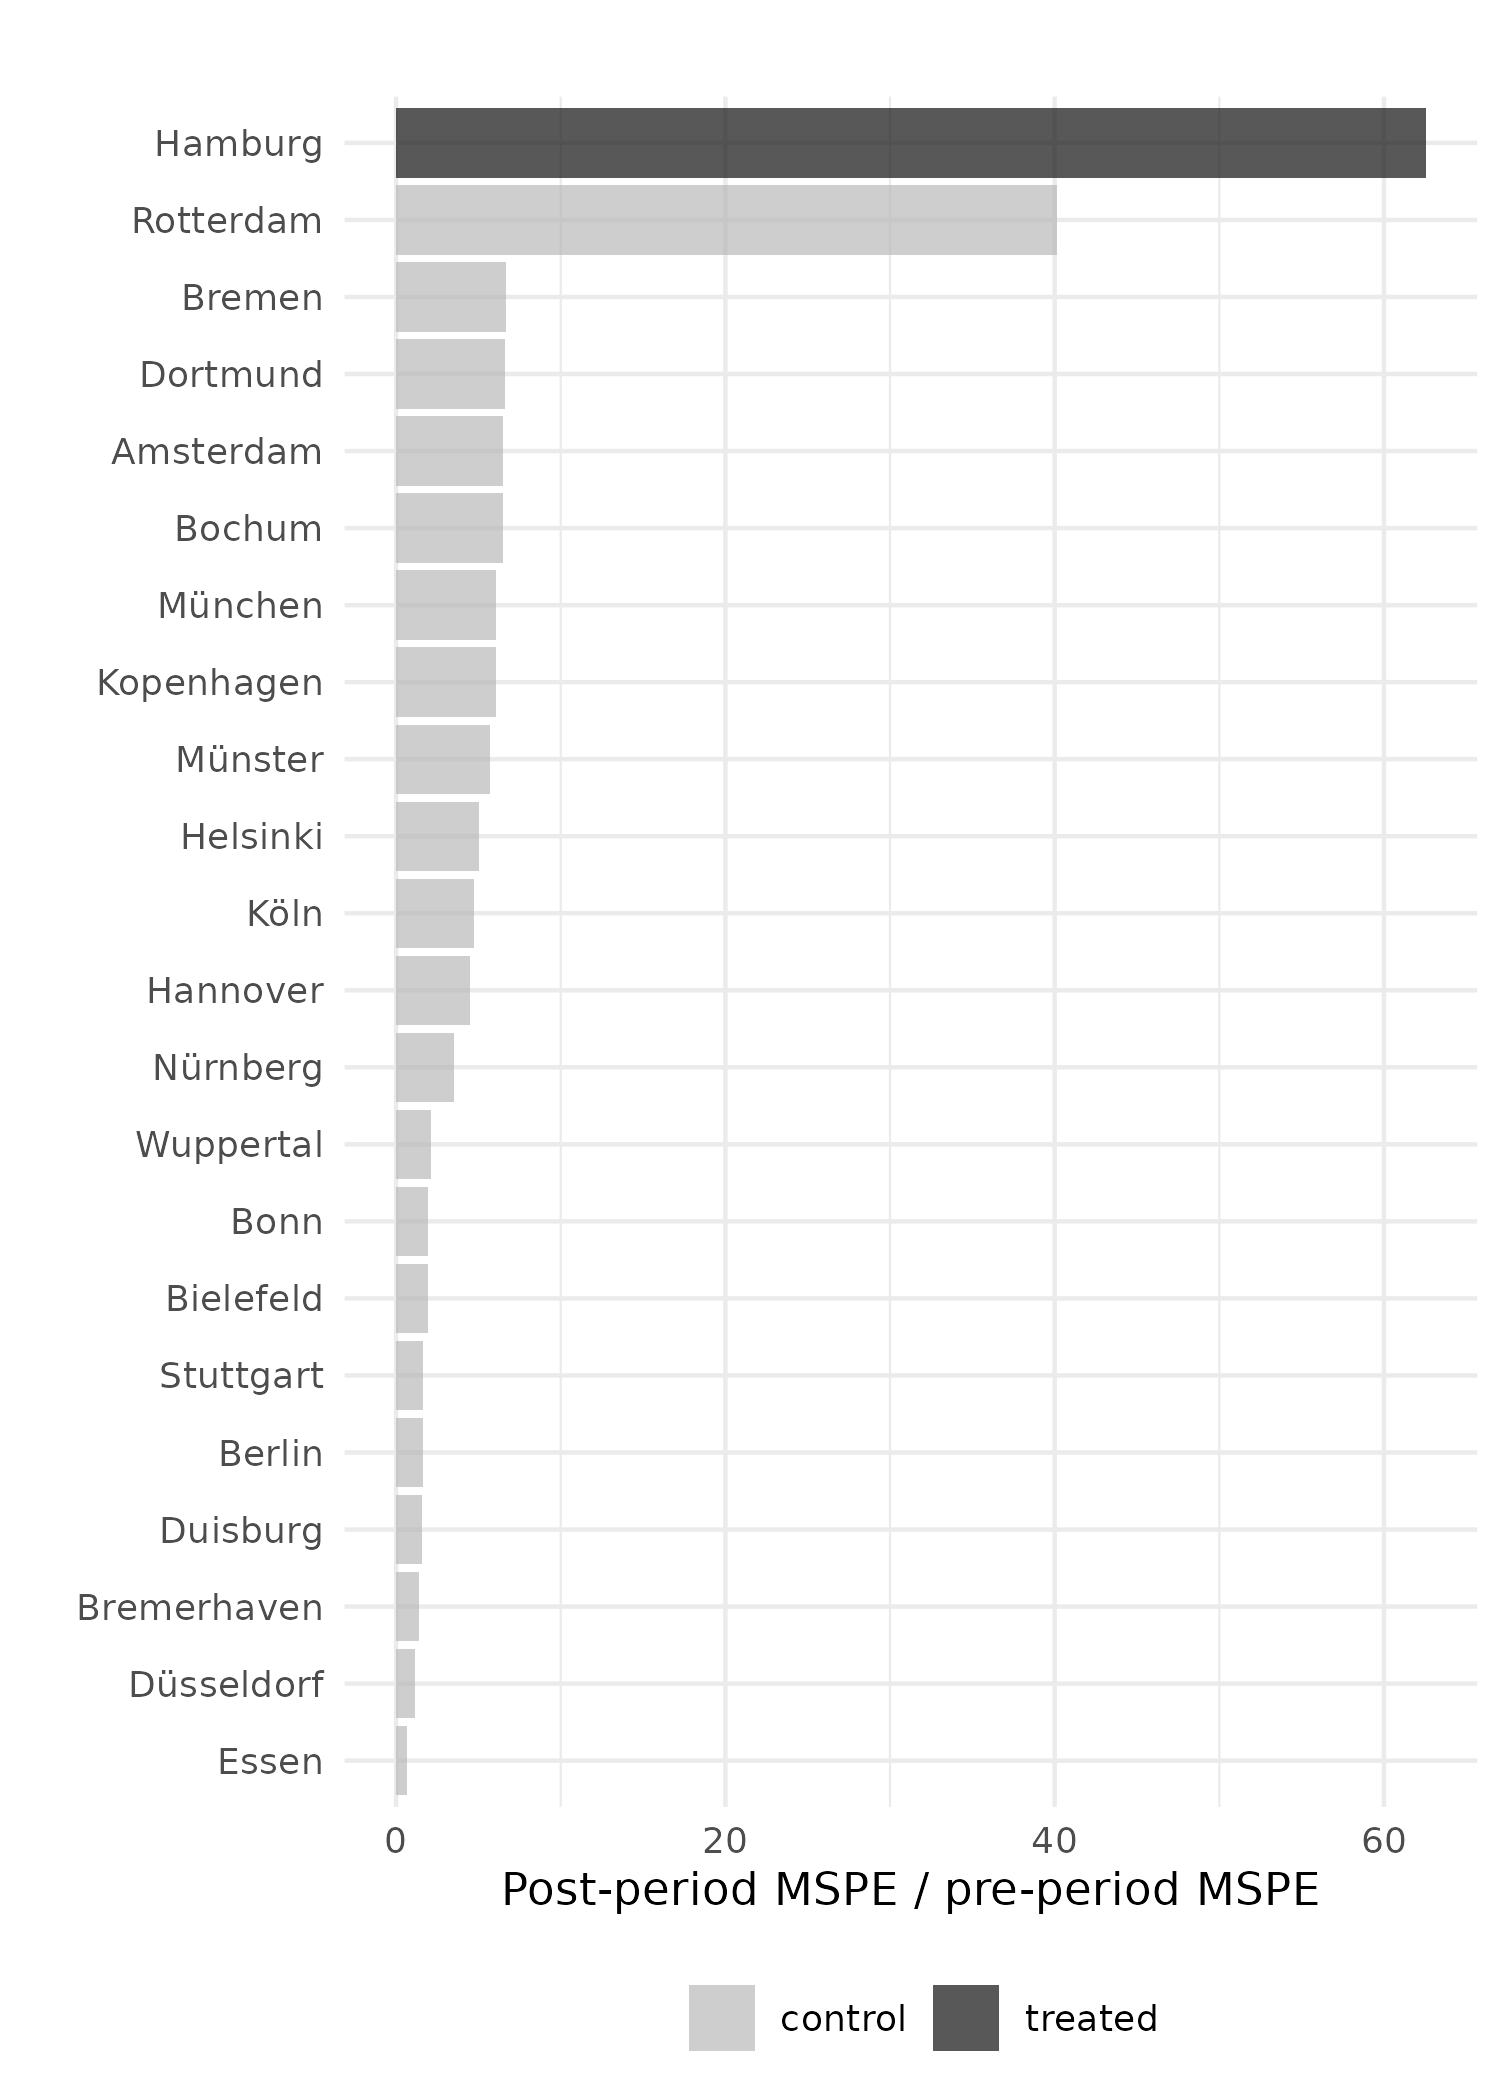 Hamburg
Rotterdam
Bremen
Dortmund
Amsterdam
Bochum
München
Kopenhagen
Münster
Helsinki
Köln
Hannover
Nürnberg
Wuppertal
Bonn
Bielefeld
Stuttgart
Berlin
Duisburg
Bremerhaven
Düsseldorf
Essen
0 20 40 60
Post-period MSPE / pre-period MSPE
control treated